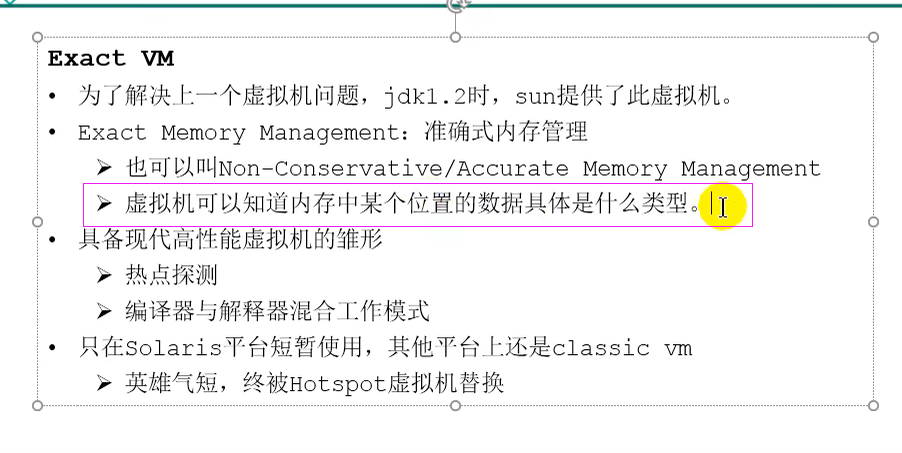 Exact VM
• 为了解决上一个虚拟机问题，jdk1.2时，sun提供了此虚拟机。
• Exact Memory Management：准确式内存管理
➢ 也可以叫Non-Conservative/Accurate Memory Management
➢ 虚拟机可以知道内存中某个位置的数据具体是什么类型。
• 具备现代高性能虚拟机的雏形
➢ 热点探测
➢ 编译器与解释器混合工作模式
• 只在Solaris平台短暂使用，其他平台上还是classic vm
➢ 英雄气短，终被Hotspot虚拟机替换